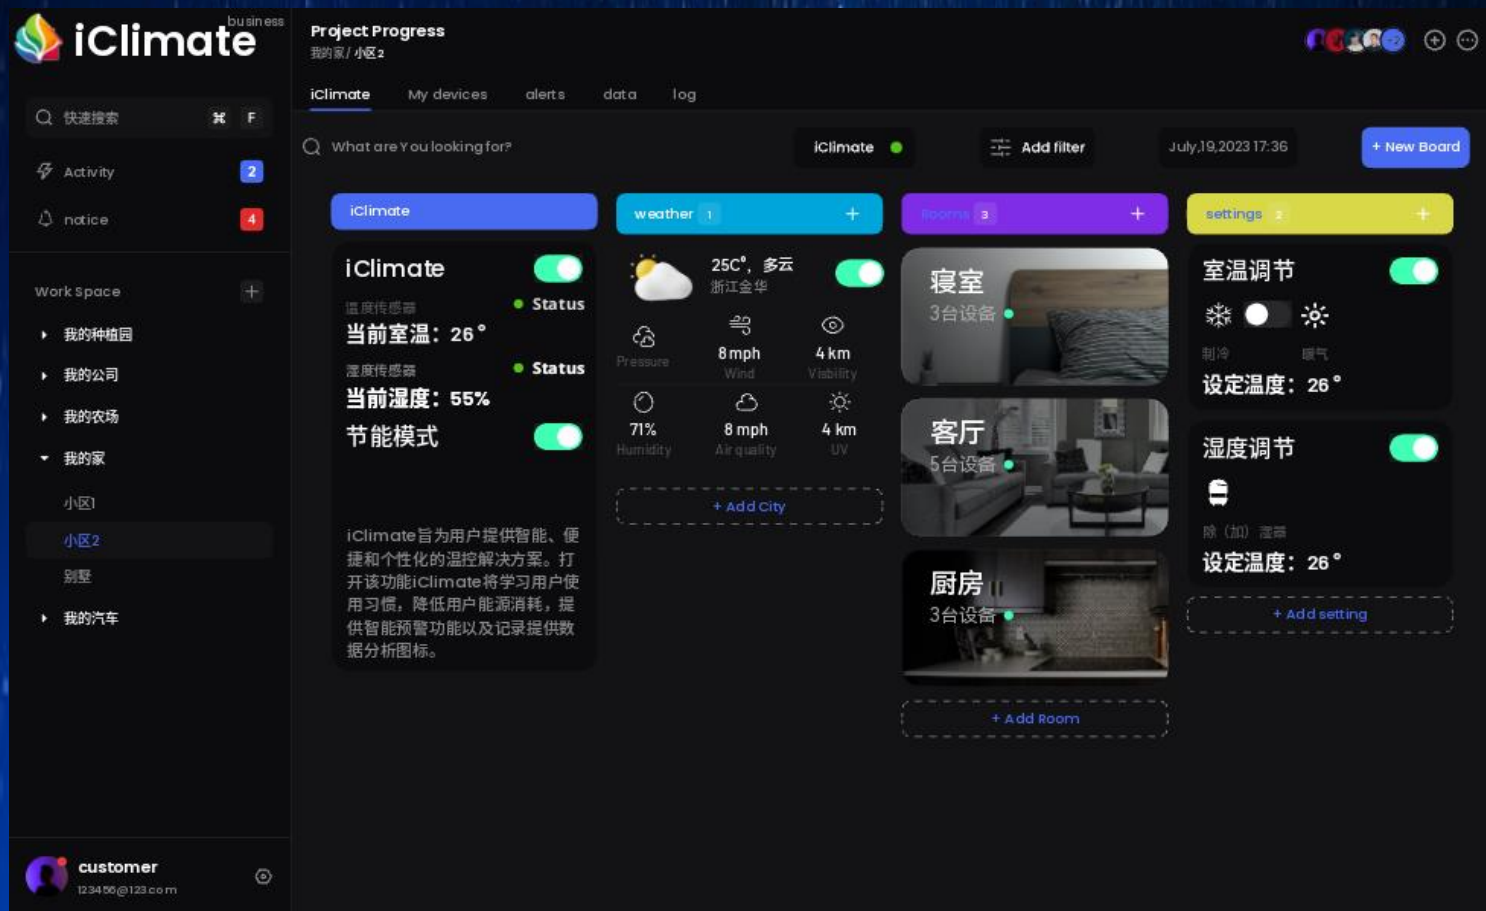 iClimate
business
快速搜索
⌘ F
Activity 2
notice 4
Work Space +
我的种植园
我的公司
我的农场
我的家
小区1
小区2
别墅
我的汽车
customer
123456@123.com
Project Progress
我的家/ 小区2
iClimate My devices alerts data log
What are You looking for?
iClimate
Add filter
July,19,2023 17:36
+ New Board
iClimate
iClimate
温度传感器
Status
当前室温：26°
湿度传感器
Status
当前湿度：55%
节能模式
iClimate旨为用户提供智能、便
捷和个性化的温控解决方案。打
开该功能iClimate将学习用户使
用习惯，降低用户能源消耗，提
供智能预警功能以及记录提供数
据分析图标。
weather 1 +
25C°，多云
浙江金华
Pressure
8mph
Wind
4 km
Viability
71%
Humidity
8 mph
Air quality
4 km
UV
+ Add City
Rooms 3 +
寝室
3台设备
客厅
5台设备
厨房
3台设备
+ Add Room
settings 2 +
室温调节
制冷 暖气
设定温度：26°
湿度调节
除（加）湿器
设定温度：26°
+ Add setting